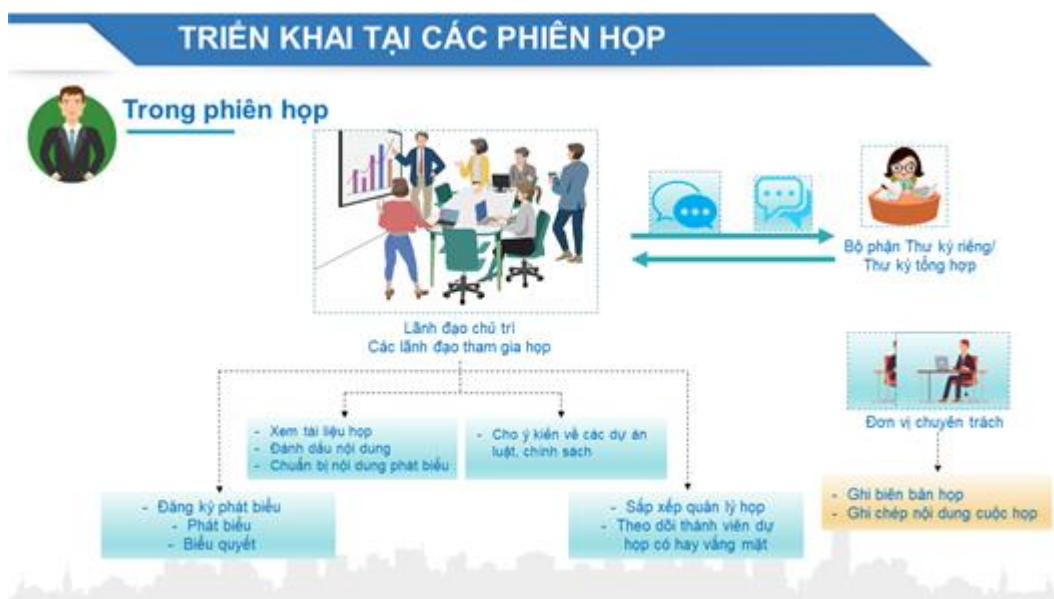 TRIỂN KHAI TẠI CÁC PHIÊN HỌP
Trong phiên họp
Bộ phận Thư ký riêng/
Thư ký tổng hợp
Lãnh đạo chủ trì
Các lãnh đạo tham gia họp
Đơn vị chuyên trách
- Xem tài liệu họp
- Đánh dấu nội dung
- Chuẩn bị nội dung phát biểu
- Cho ý kiến về các dự án
luật, chính sách
- Đăng ký phát biểu
- Phát biểu
- Biểu quyết
- Sắp xếp quản lý họp
- Theo dõi thành viên dự
họp có hay vắng mặt
- Ghi biên bản họp
- Ghi chép nội dung cuộc họp